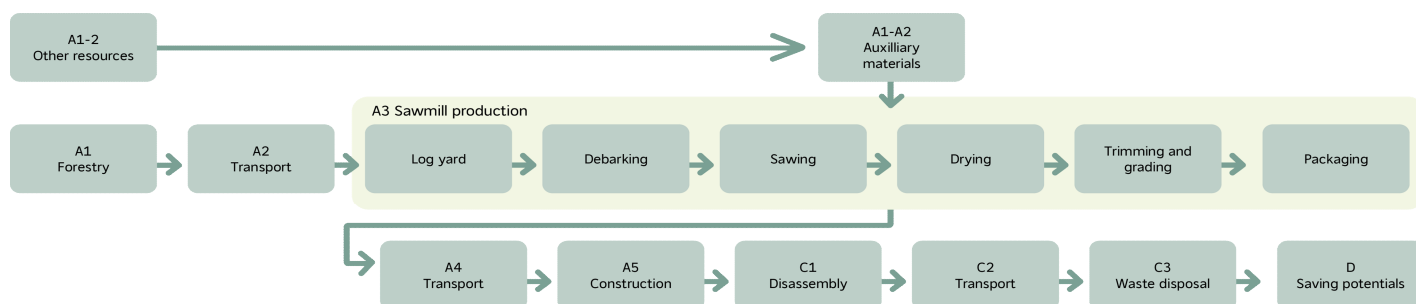 A1-2
Other resources
A1-A2
Auxilliary
materials
A3 Sawmill production
A1
Forestry
A2
Transport
Log yard
Debarking
Sawing
Drying
Trimming and
grading
Packaging
A4
Transport
A5
Construction
C1
Disassembly
C2
Transport
C3
Waste disposal
D
Saving potentials